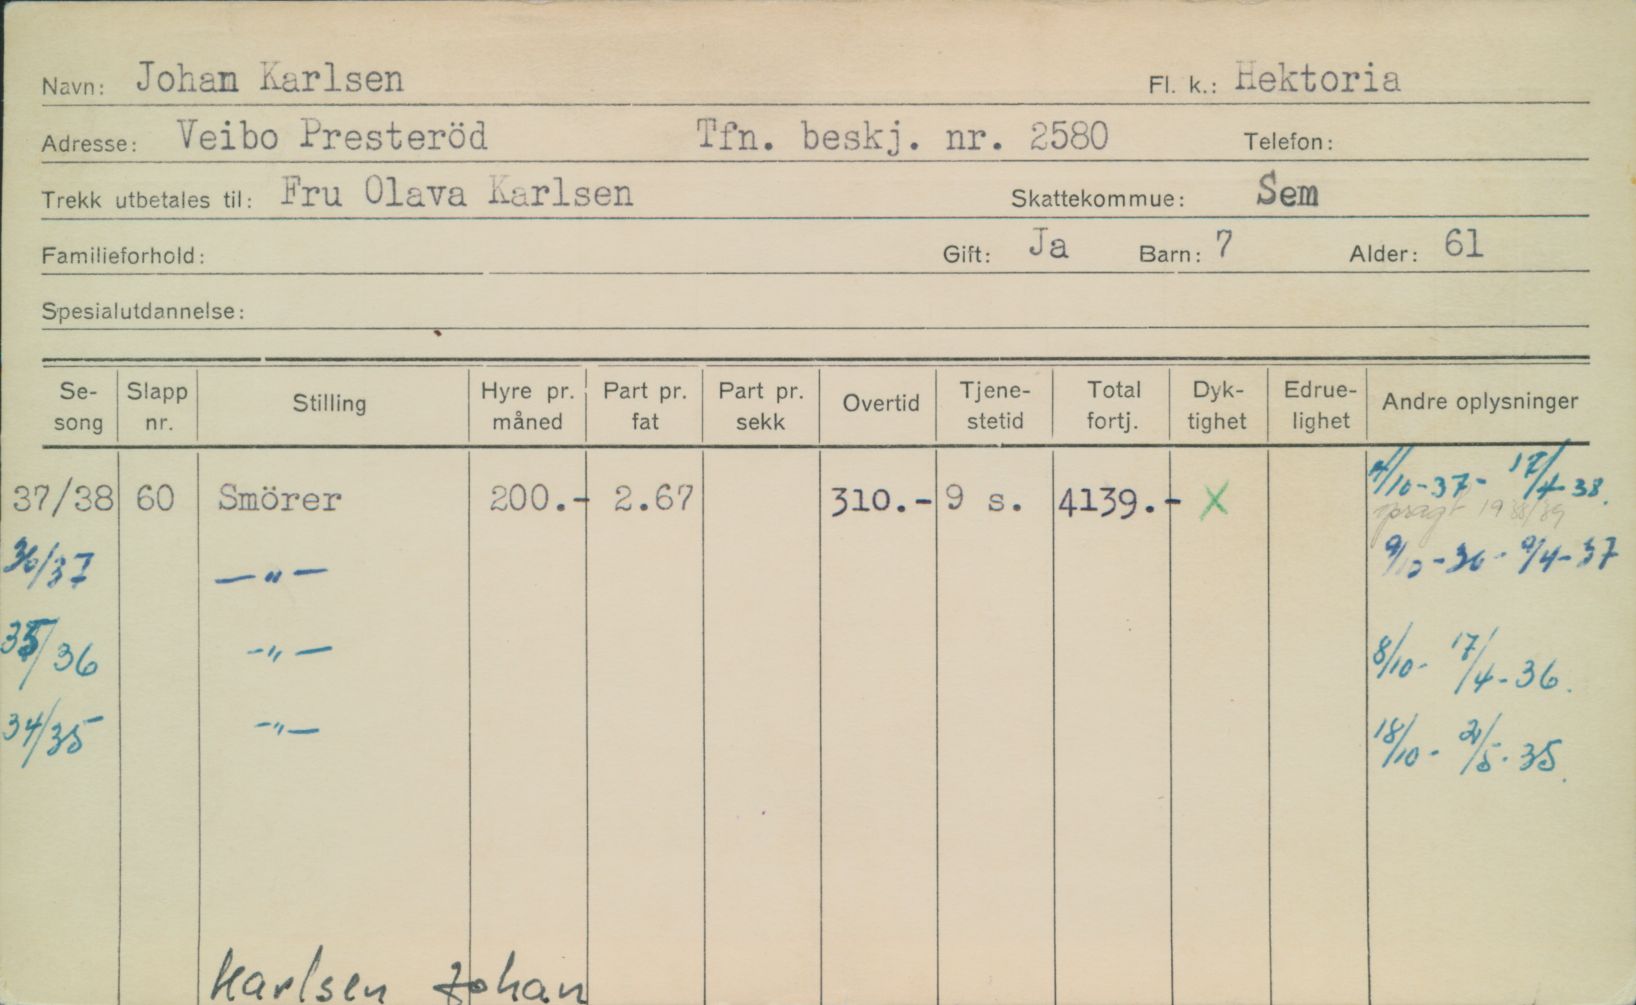 Navn: Johan Karlsen Fl. k.: Hektoria
Adresse: Veibo Presteröd Tfn. beskj. nr. 2580 Telefon:
Trekk utbetales til: Fru Olava Karlsen Skattekommue: Sem
Familieforhold: Gift: Ja Barn: 7 Alder: 61
Spesialutdannelse:
Se-song Slapp nr. Stilling Hyre pr. måned Part pr. fat Part pr. sekk Overtid Tjene-stetid Total fortj. Dyk-tighet Edrue-lighet Andre oplysninger
37/38 60 Smörer 200.- 2.67 310.- 9 s. 4139.- X /10-37- 17/4-38.
1938/39
36/37 -"- 9/10-36- 9/4-37
35/36 -"- 8/10- 17/4-36.
34/35 -"- 18/10- 2/5-35.
Karlsen Johan